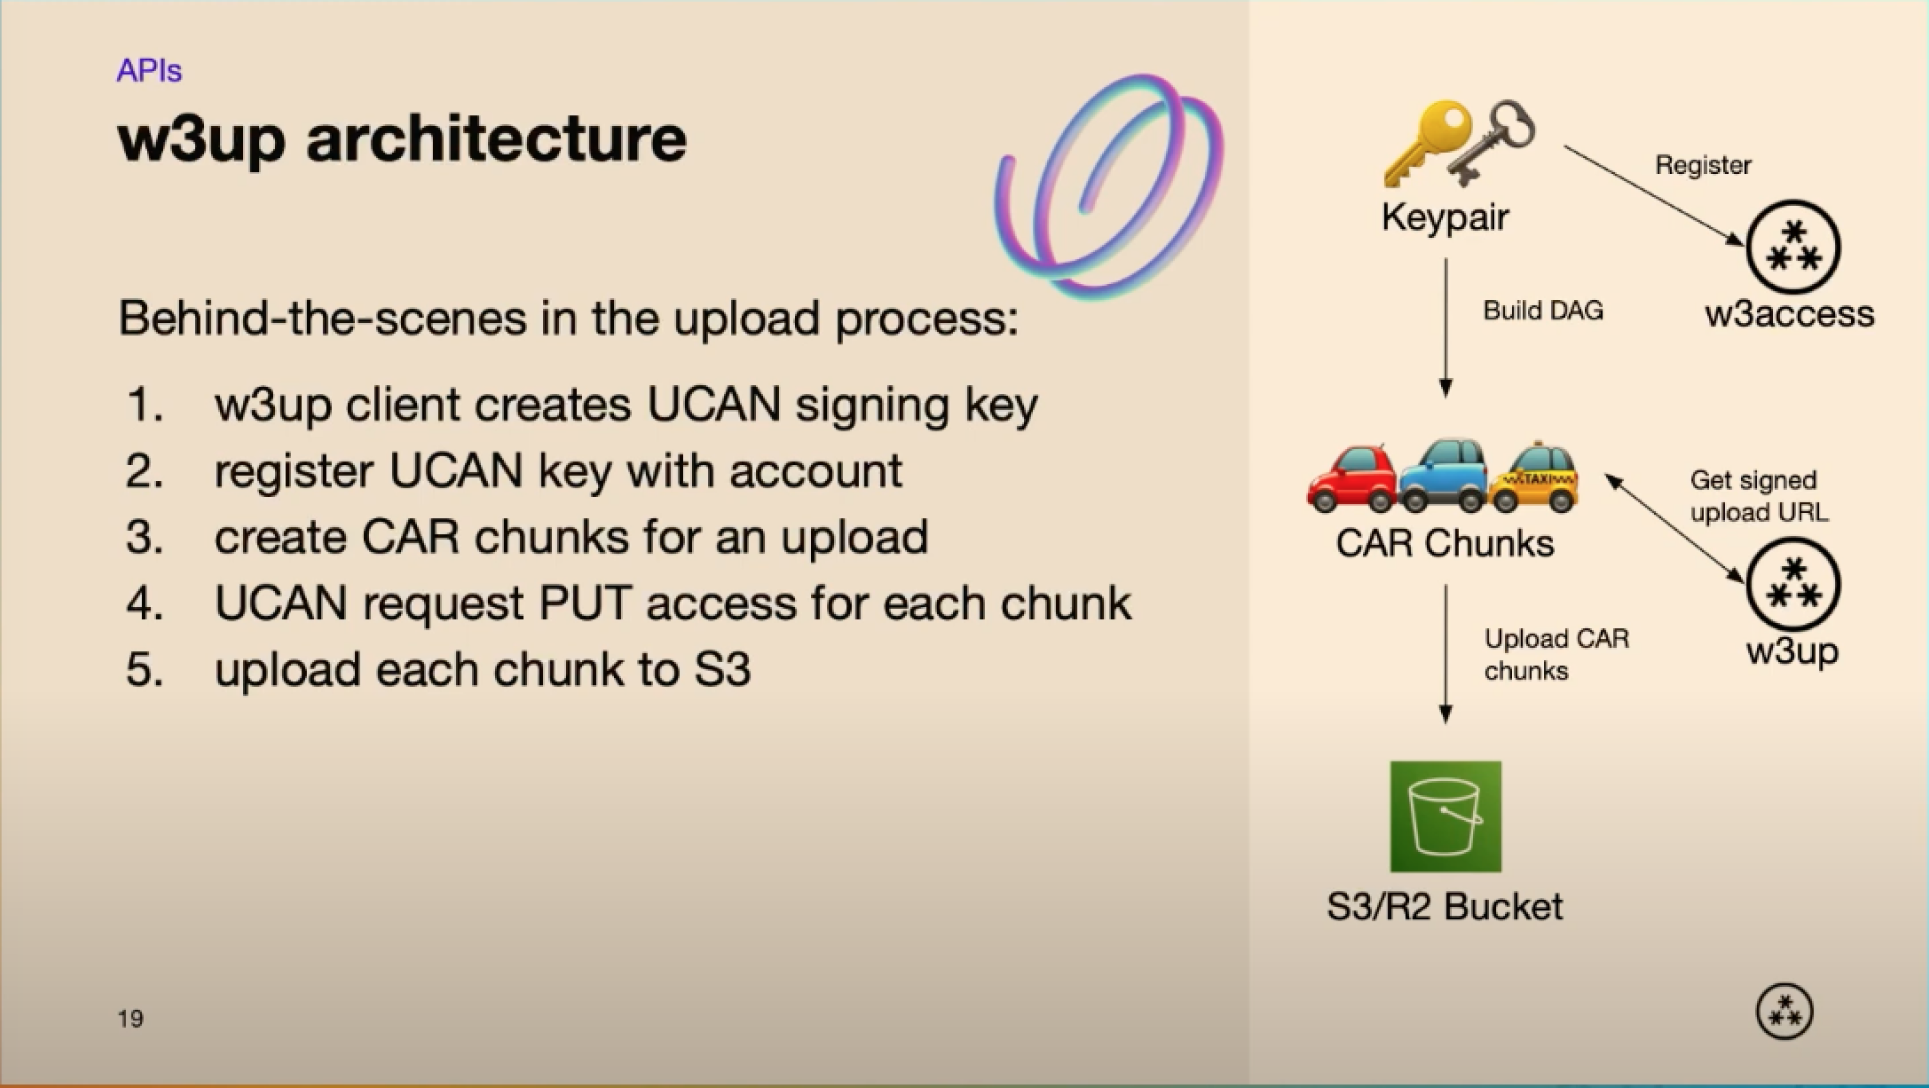 APIs
w3up architecture
Behind-the-scenes in the upload process:
1. w3up client creates UCAN signing key
2. register UCAN key with account
3. create CAR chunks for an upload
4. UCAN request PUT access for each chunk
5. upload each chunk to S3
19
Keypair
Register
w3access
Build DAG
TAXI
CAR Chunks
Get signed
upload URL
w3up
Upload CAR
chunks
S3/R2 Bucket